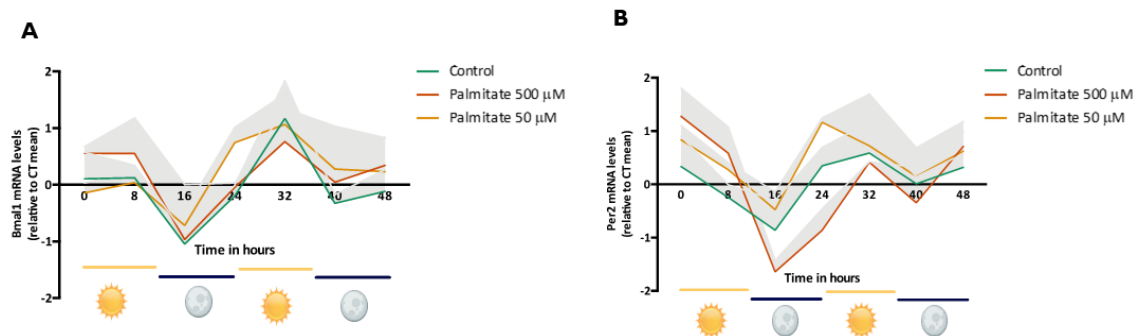 A
Bmal1 mRNA levels
(relative to CT mean)
2
1
0
-1
-2
0 8 16 24 32 40 48
Time in hours
Control
Palmitate 500 µM
Palmitate 50 µM
B
Per2 mRNA levels
(relative to CT mean)
2
1
0
-1
-2
0 8 16 24 32 40 48
Time in hours
Control
Palmitate 500 µM
Palmitate 50 µM